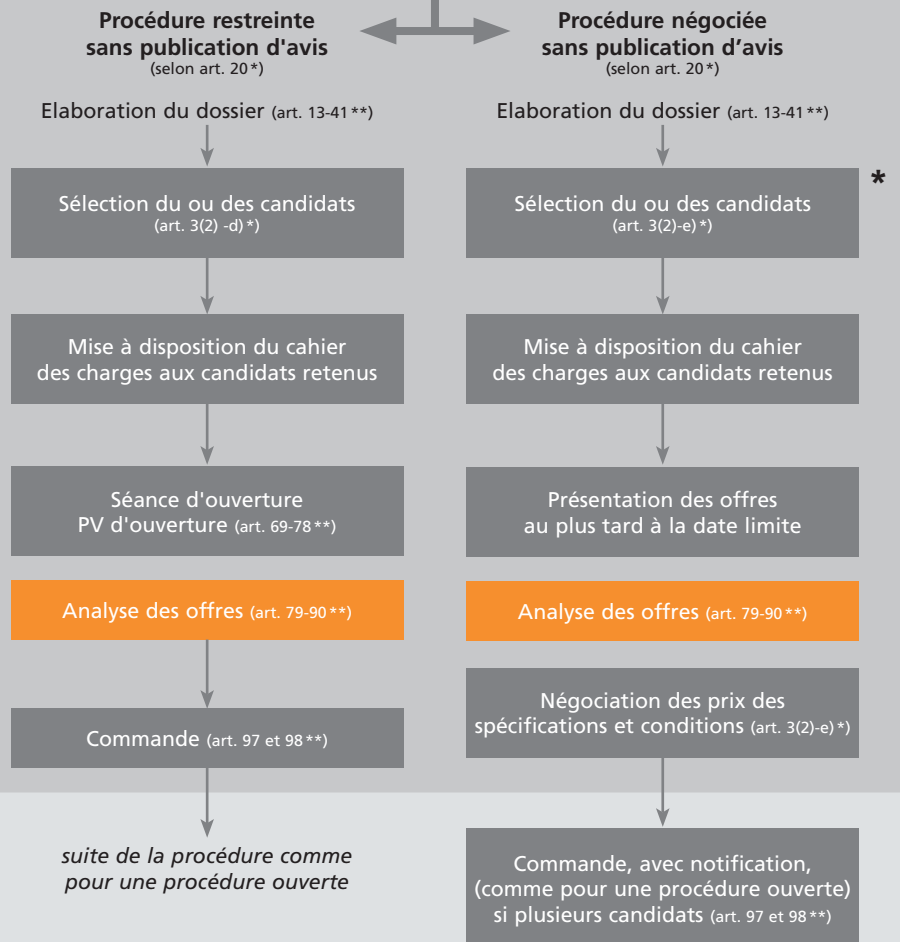 Procédure restreinte
sans publication d'avis
(selon art. 20*)
Elaboration du dossier (art. 13-41**)
Sélection du ou des candidats
(art. 3(2) -d)*)
Mise à disposition du cahier
des charges aux candidats retenus
Séance d'ouverture
PV d'ouverture (art. 69-78**)
Analyse des offres (art. 79-90**)
Commande (art. 97 et 98**)
suite de la procédure comme
pour une procédure ouverte
Procédure négociée
sans publication d’avis
(selon art. 20*)
Elaboration du dossier (art. 13-41**)
Sélection du ou des candidats
(art. 3(2)-e)*)
*
Mise à disposition du cahier
des charges aux candidats retenus
Présentation des offres
au plus tard à la date limite
Analyse des offres (art. 79-90**)
Négociation des prix des
spécifications et conditions (art. 3(2)-e)*)
Commande, avec notification,
(comme pour une procédure ouverte)
si plusieurs candidats (art. 97 et 98**)